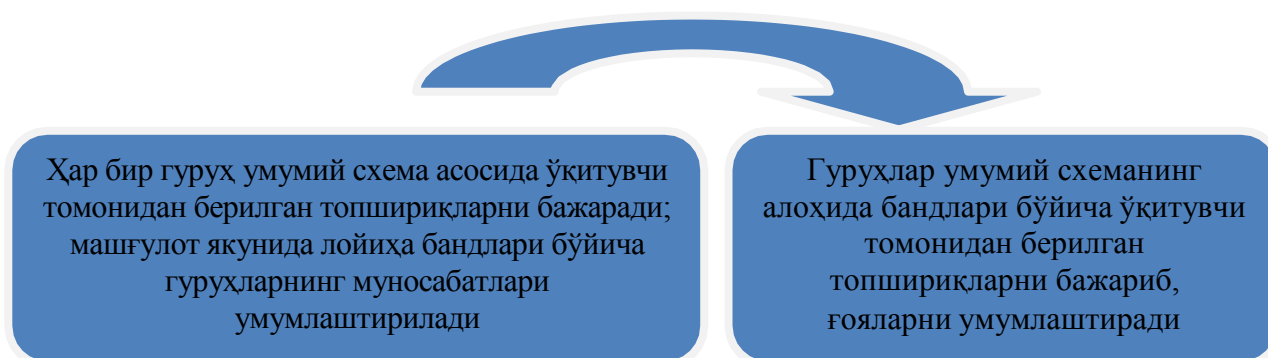 Ҳар бир гуруҳ умумий схема асосида ўқитувчи
томонидан берилган топшириқларни бажаради;
машғулот якунида лойиҳа бандлари бўйича
гуруҳларнинг муносабатлари
умумлаштирилади
Гуруҳлар умумий схеманинг
алоҳида бандлари бўйича ўқитувчи
томонидан берилган
топшириқларни бажариб,
ғояларни умумлаштиради